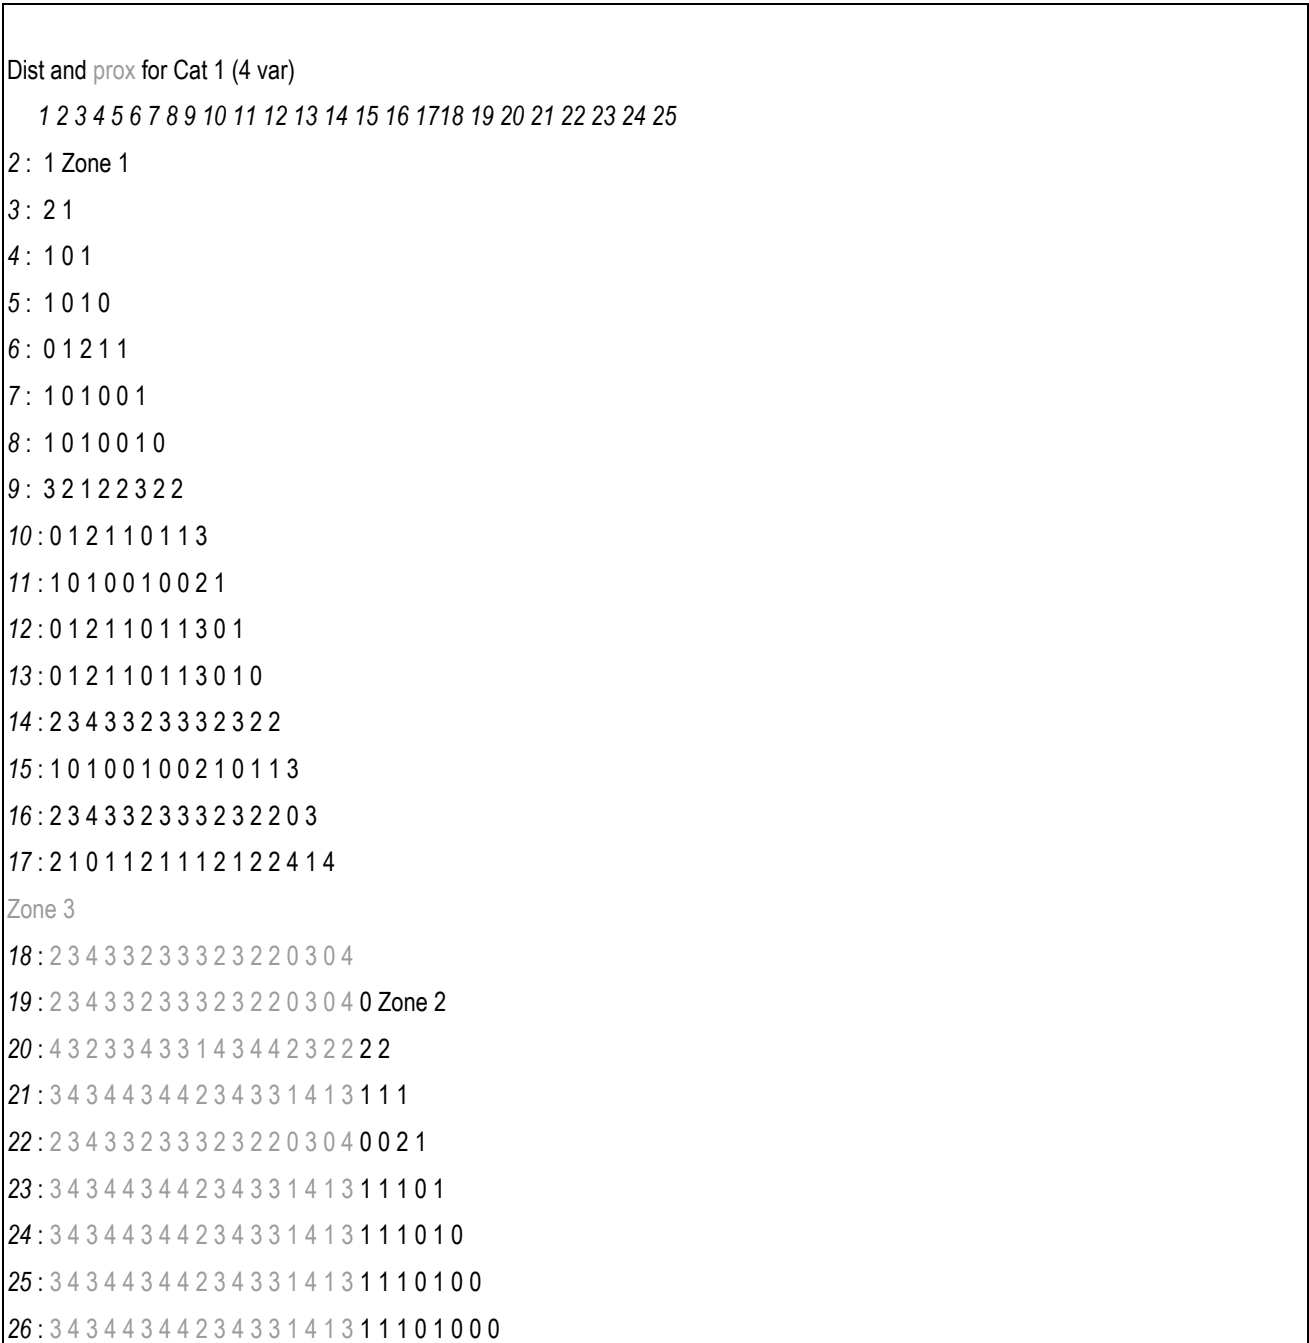 Dist and prox for Cat 1 (4 var)
1 2 3 4 5 6 7 8 9 10 11 12 13 14 15 16 1718 19 20 21 22 23 24 25
2 : 1 Zone 1
3 : 2 1
4 : 1 0 1
5 : 1 0 1 0
6 : 0 1 2 1 1
7 : 1 0 1 0 0 1
8 : 1 0 1 0 0 1 0
9 : 3 2 1 2 2 3 2 2
10 : 0 1 2 1 1 0 1 1 3
11 : 1 0 1 0 0 1 0 0 2 1
12 : 0 1 2 1 1 0 1 1 3 0 1
13 : 0 1 2 1 1 0 1 1 3 0 1 0
14 : 2 3 4 3 3 2 3 3 3 2 3 2 2
15 : 1 0 1 0 0 1 0 0 2 1 0 1 1 3
16 : 2 3 4 3 3 2 3 3 3 2 3 2 2 0 3
17 : 2 1 0 1 1 2 1 1 1 2 1 2 2 4 1 4
Zone 3
18 : 2 3 4 3 3 2 3 3 3 2 3 2 2 0 3 0 4
19 : 2 3 4 3 3 2 3 3 3 2 3 2 2 0 3 0 4 0 Zone 2
20 : 4 3 2 3 3 4 3 3 1 4 3 4 4 2 3 2 2 2 2
21 : 3 4 3 4 4 3 4 4 2 3 4 3 3 1 4 1 3 1 1 1
22 : 2 3 4 3 3 2 3 3 3 2 3 2 2 0 3 0 4 0 0 2 1
23 : 3 4 3 4 4 3 4 4 2 3 4 3 3 1 4 1 3 1 1 1 0 1
24 : 3 4 3 4 4 3 4 4 2 3 4 3 3 1 4 1 3 1 1 1 0 1 0
25 : 3 4 3 4 4 3 4 4 2 3 4 3 3 1 4 1 3 1 1 1 0 1 0 0
26 : 3 4 3 4 4 3 4 4 2 3 4 3 3 1 4 1 3 1 1 1 0 1 0 0 0